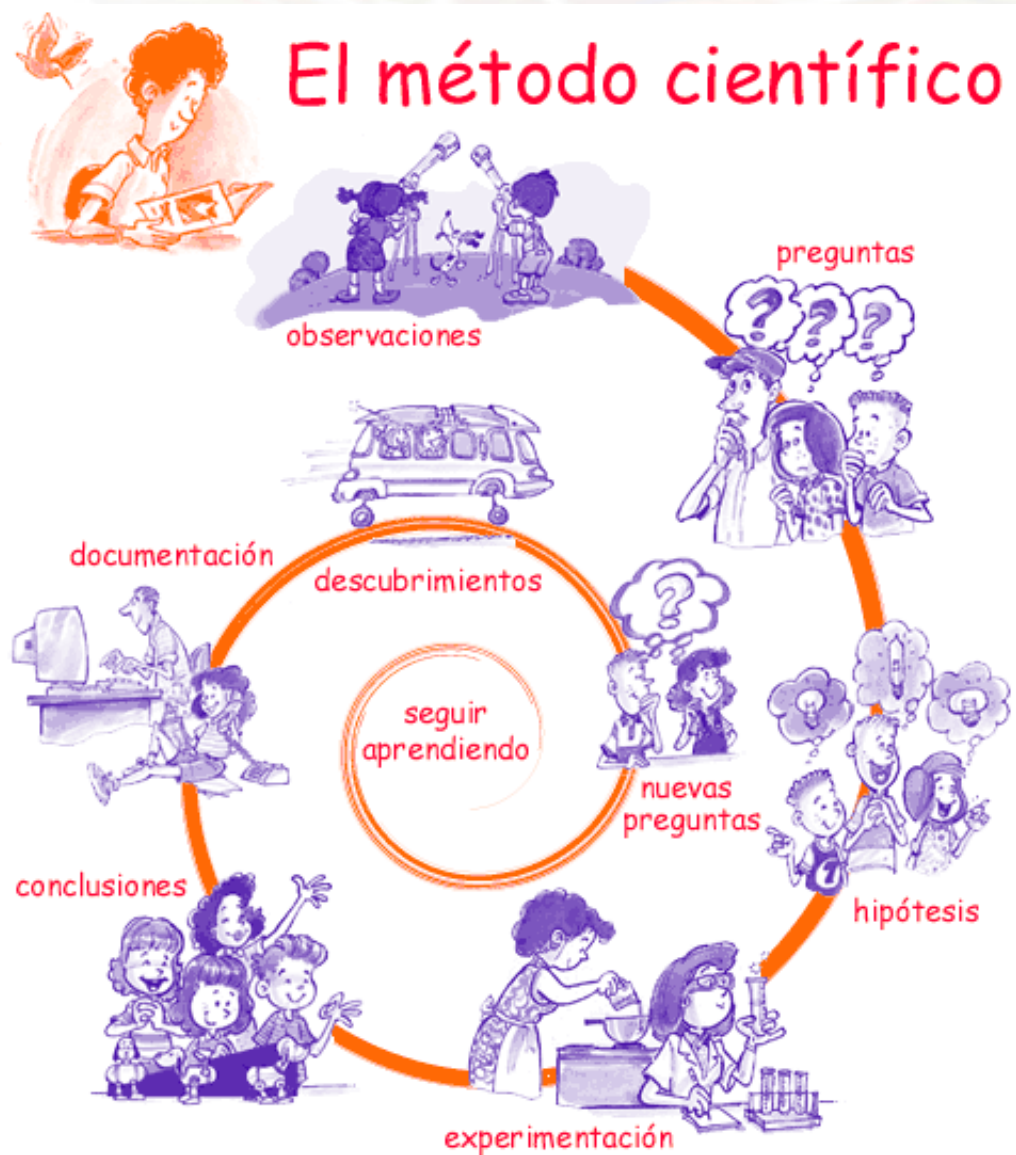 El método científico
observaciones
preguntas
hipótesis
experimentación
conclusiones
documentación
descubrimientos
nuevas
preguntas
seguir
aprendiendo